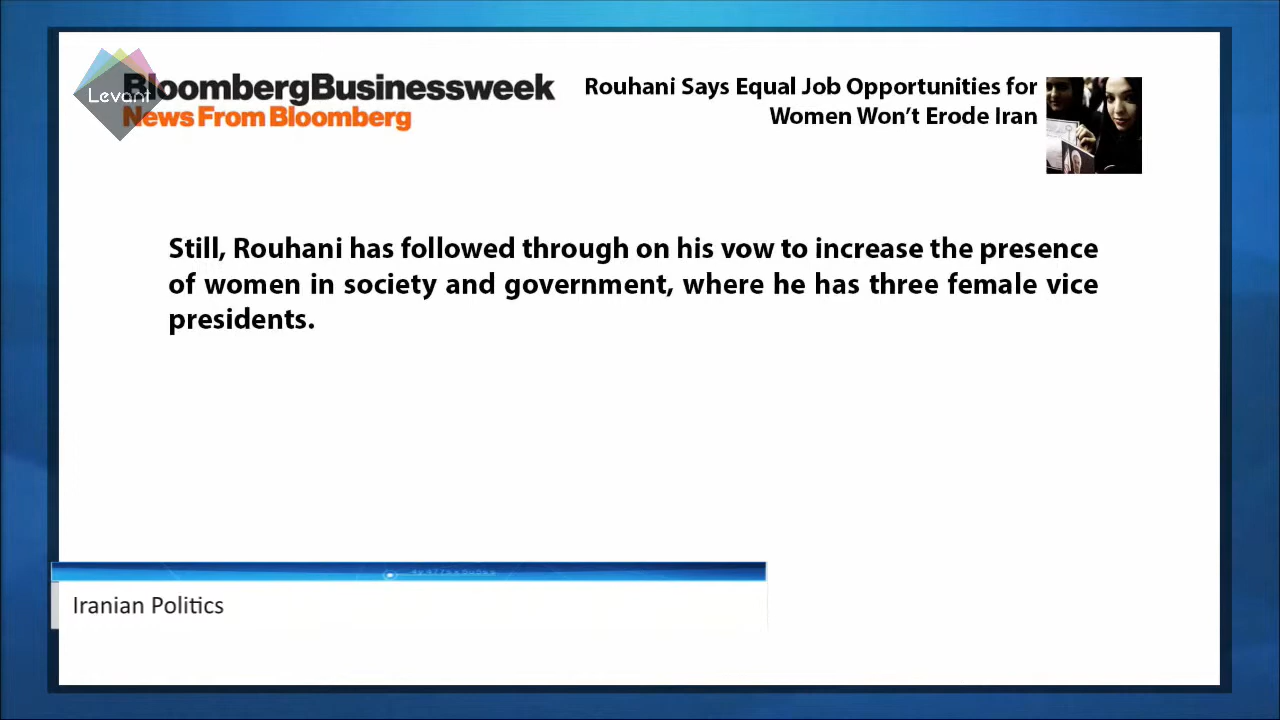 BloombergBusinessweek
News From Bloomberg
Levant
Rouhani Says Equal Job Opportunities for
Women Won't Erode Iran
Still, Rouhani has followed through on his vow to increase the presence
of women in society and government, where he has three female vice
presidents.
Iranian Politics